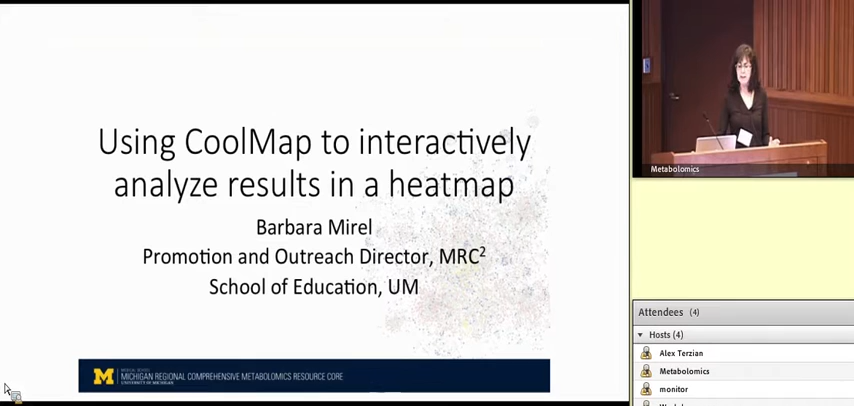 Using CoolMap to interactively
analyze results in a heatmap
Barbara Mirel
Promotion and Outreach Director, MRC²
School of Education, UM
M
MICHIGAN REGIONAL COMPREHENSIVE METABOLOMICS RESOURCE CORE
Metabolomics
Attendees (4)
Hosts (4)
Alex Terzian
Metabolomics
monitor